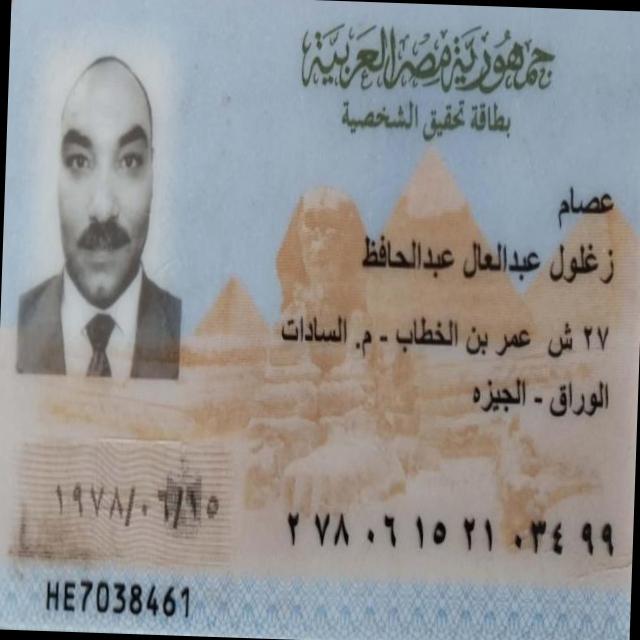 جمهورية مصر العربية
بطاقة تحقيق الشخصية
عصام
زغلول عبدالعال عبدالحافظ
٢٧ ش عمر بن الخطاب - م. السادات
الوراق - الجيزه
٢ ٧٨ ٠٦ ١٥ ٢١ ٠٣٤ ٩٩
١٩٧٨/٠٦/١٥
HE7038461